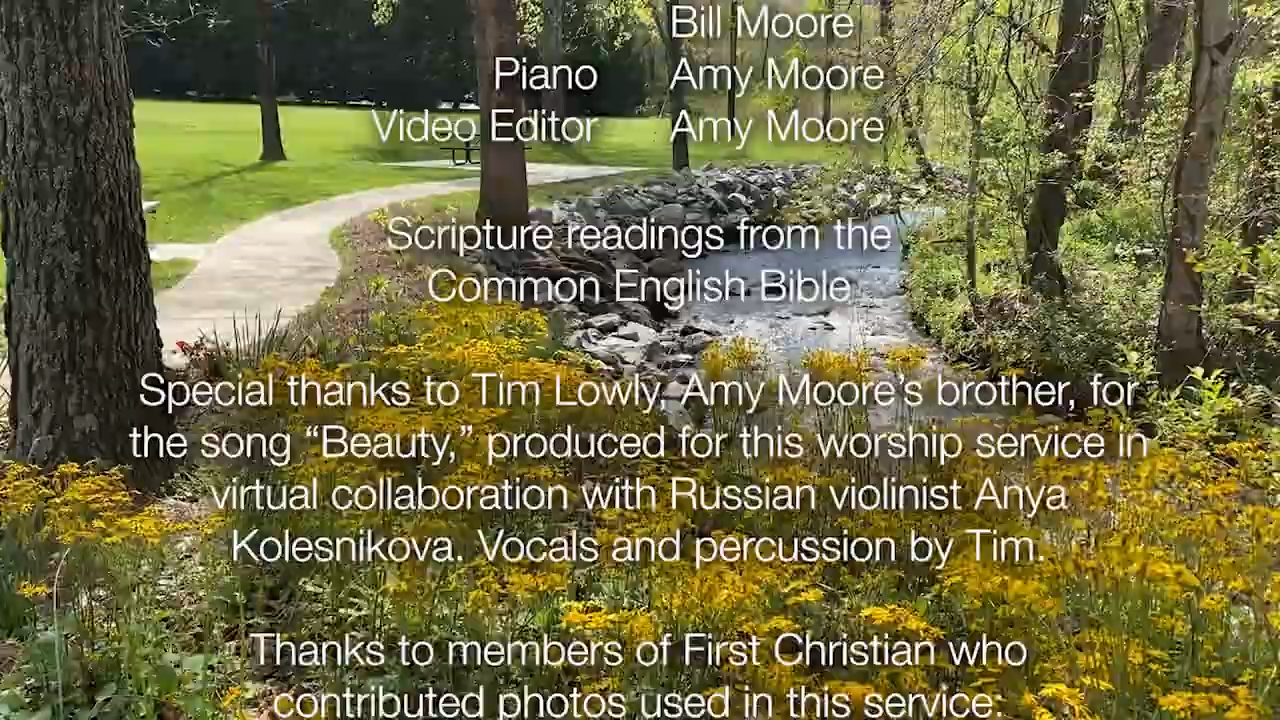 Bill Moore
Piano Amy Moore
Video Editor Amy Moore
Scripture readings from the
Common English Bible
Special thanks to Tim Lowly, Amy Moore’s brother, for
the song “Beauty,” produced for this worship service in
virtual collaboration with Russian violinist Anya
Kolesnikova. Vocals and percussion by Tim.
Thanks to members of First Christian who
contributed photos used in this service: